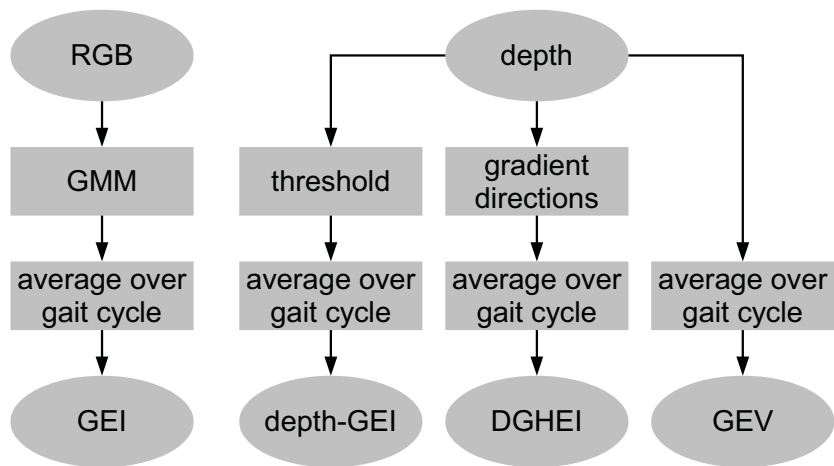 RGB
depth
GMM
threshold
gradient
directions
average over
gait cycle
average over
gait cycle
average over
gait cycle
average over
gait cycle
GEI
depth-GEI
DGHEI
GEV